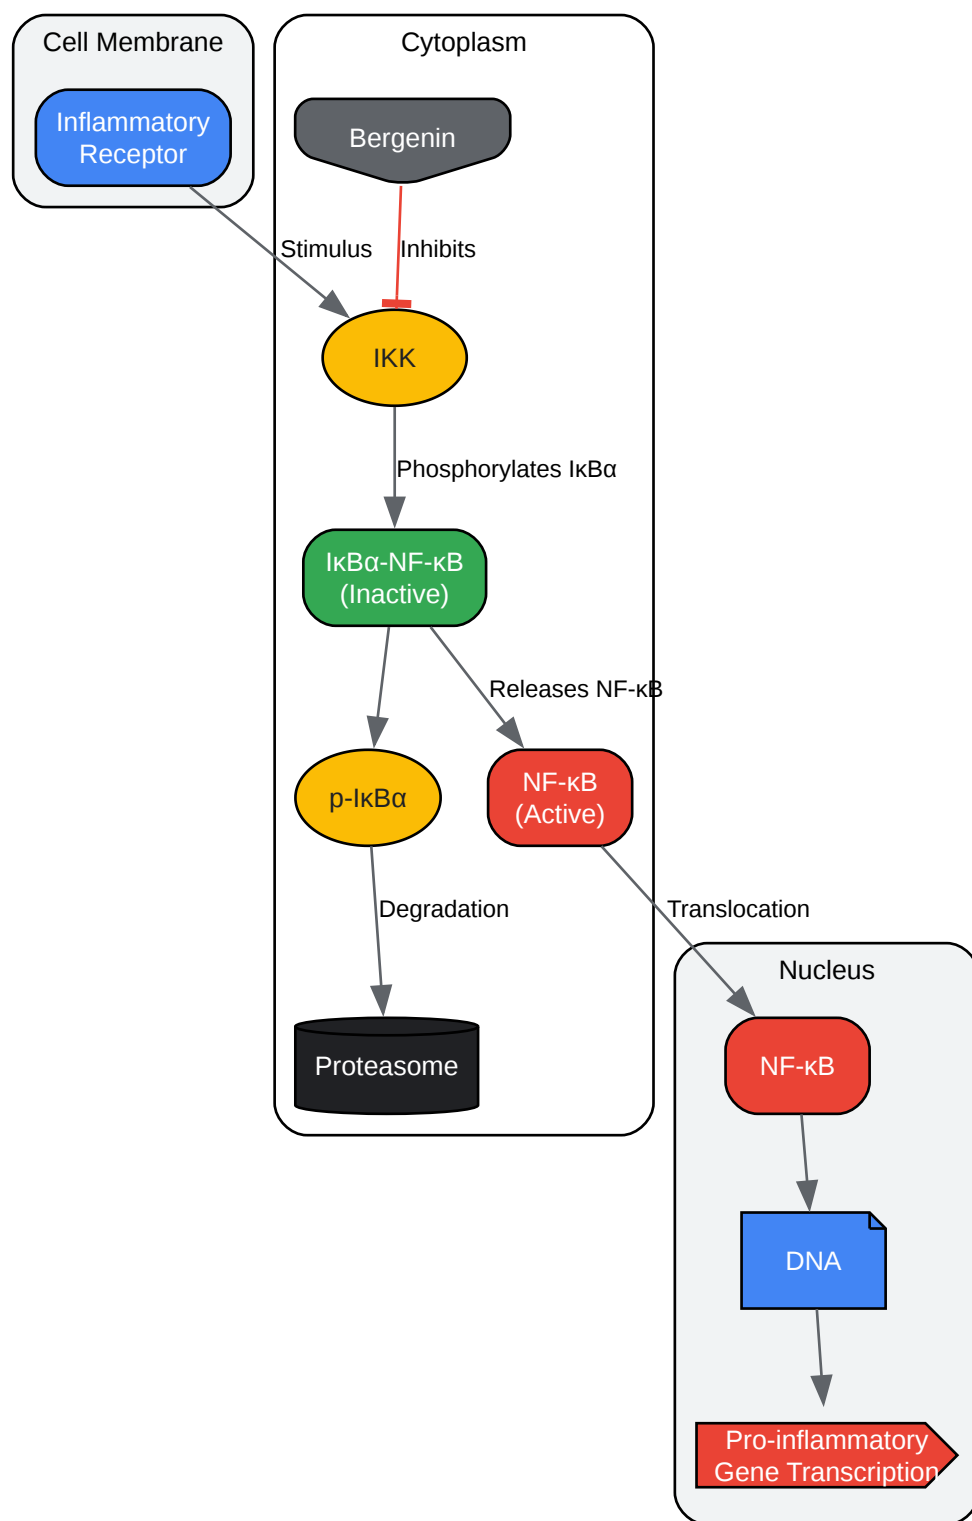 Cell Membrane
Inflammatory
Receptor
Cytoplasm
Bergenin
Stimulus
Inhibits
IKK
Phosphorylates IκBα
IκBα-NF-κB
(Inactive)
Releases NF-κB
p-IκBα
NF-κB
(Active)
Degradation
Translocation
Proteasome
Nucleus
NF-κB
DNA
Pro-inflammatory
Gene Transcription